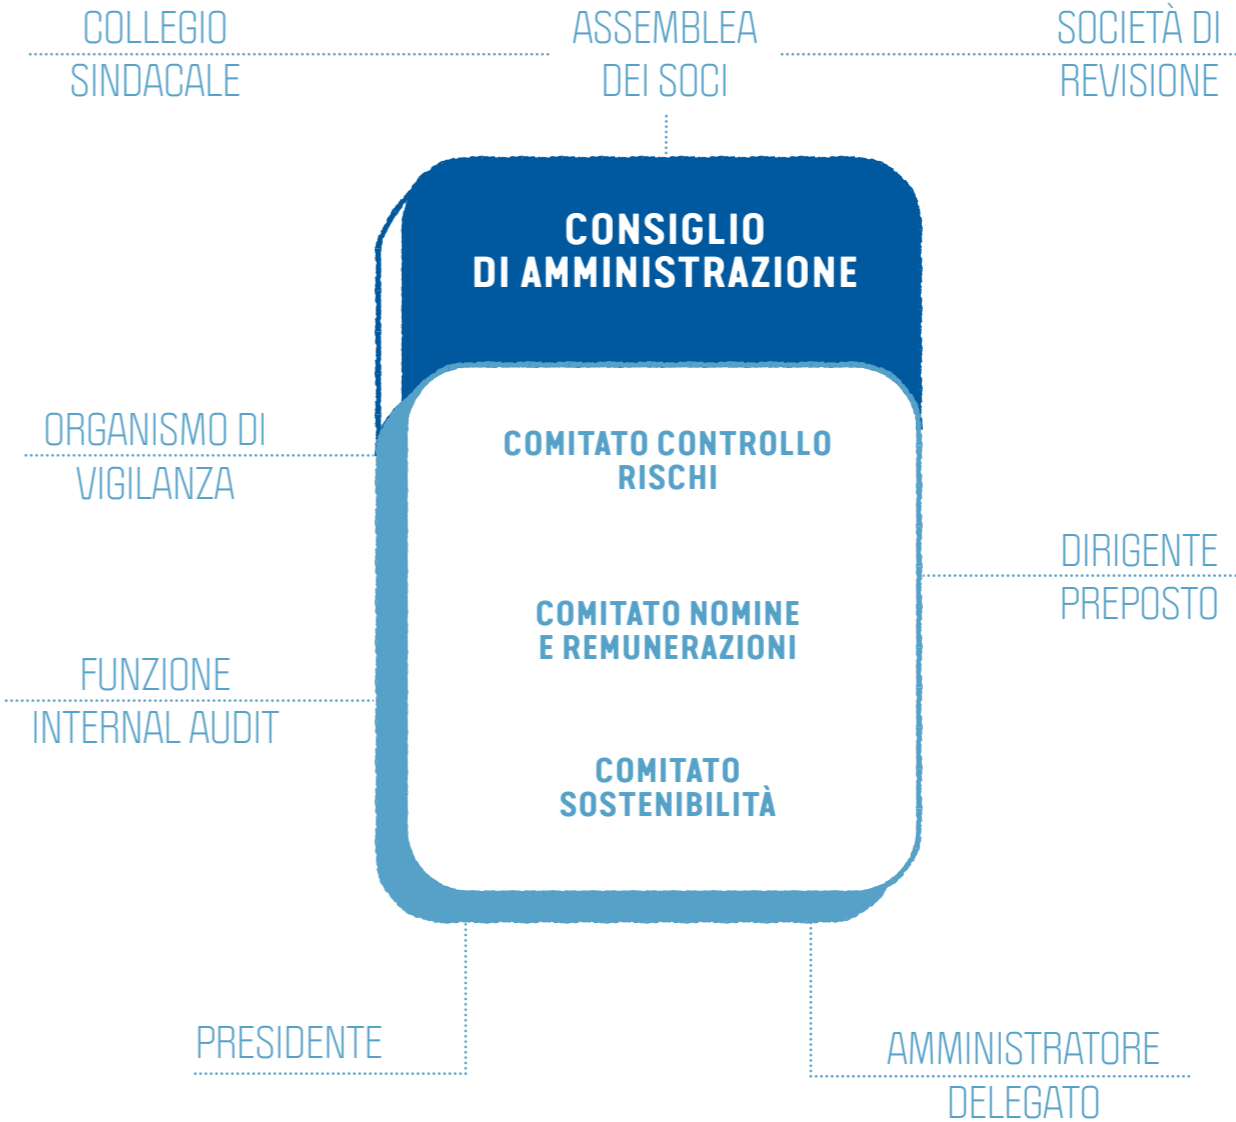 COLLEGIO
SINDACALE
ASSEMBLEA
DEI SOCI
SOCIETÀ DI
REVISIONE
CONSIGLIO
DI AMMINISTRAZIONE
ORGANISMO DI
VIGILANZA
COMITATO CONTROLLO
RISCHI
DIRIGENTE
PREPOSTO
COMITATO NOMINE
E REMUNERAZIONI
FUNZIONE
INTERNAL AUDIT
COMITATO
SOSTENIBILITÀ
PRESIDENTE
AMMINISTRATORE
DELEGATO